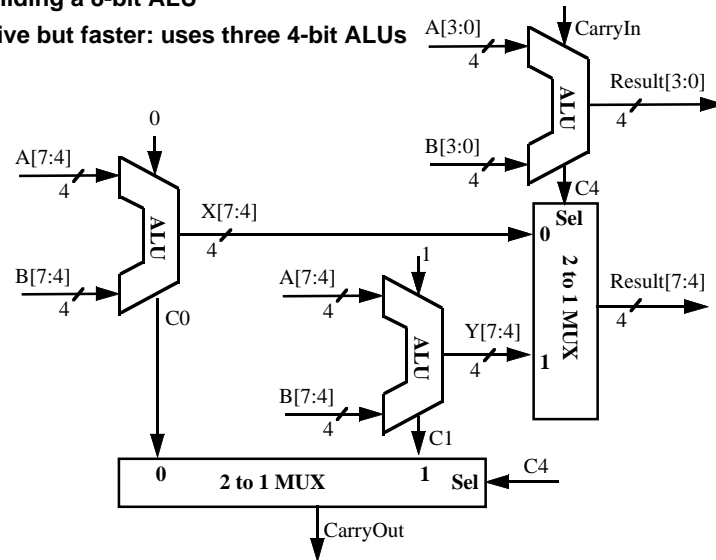 a 8-bit ALU
but faster: uses three 4-bit ALUs
CarryIn
A[3:0]
4
ALU
Result[3:0]
4
B[3:0]
4
C4
0
A[7:4]
4
ALU
X[7:4]
4
B[7:4]
4
C0
1
A[7:4]
4
ALU
Y[7:4]
4
B[7:4]
4
C1
Sel
0
2 to 1 MUX
1
Result[7:4]
4
0
2 to 1 MUX
1
Sel
C4
CarryOut